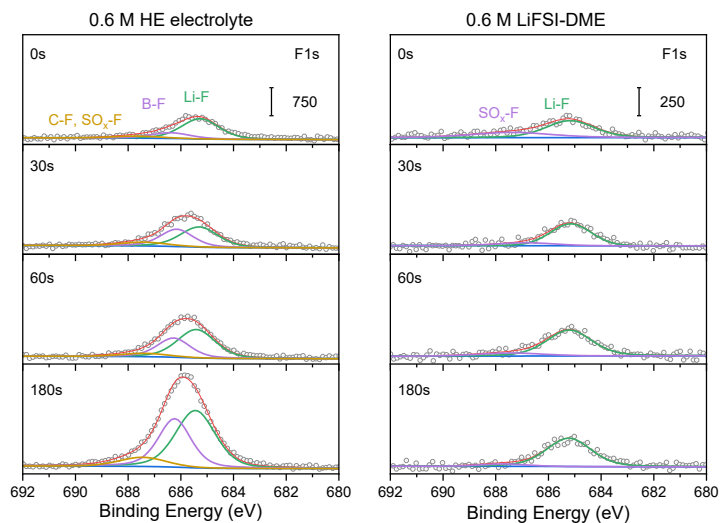 0.6 M HE electrolyte
0s
F1s
B-F
Li-F
750
C-F, SOx-F
30s
60s
180s
692 690 688 686 684 682 680
Binding Energy (eV)
0.6 M LiFSI-DME
0s
F1s
Li-F
250
SOx-F
30s
60s
180s
692 690 688 686 684 682 680
Binding Energy (eV)